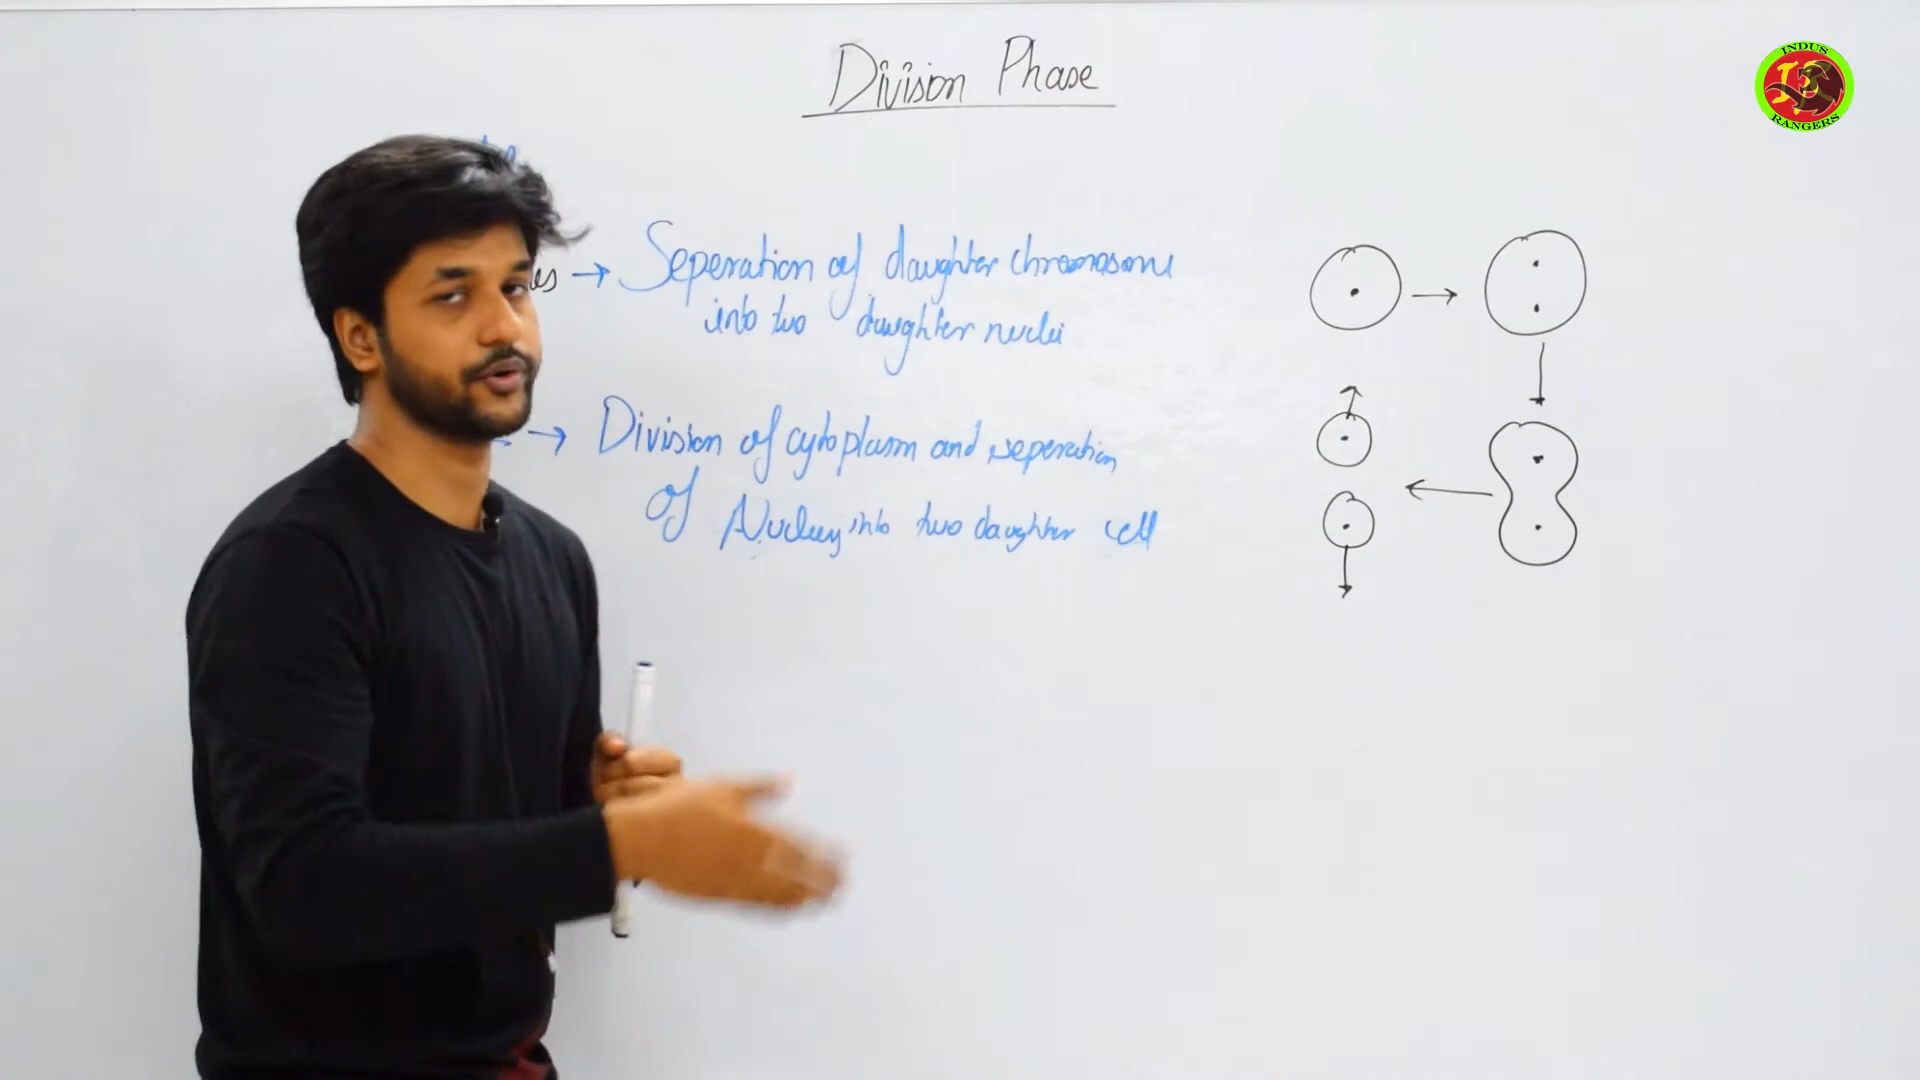 Division Phase
→ Seperation of daughter chromosome
into two daughter nuclei
→ Division of cytoplasm and seperation
of into two daughter cell
INDUS
RANGERS